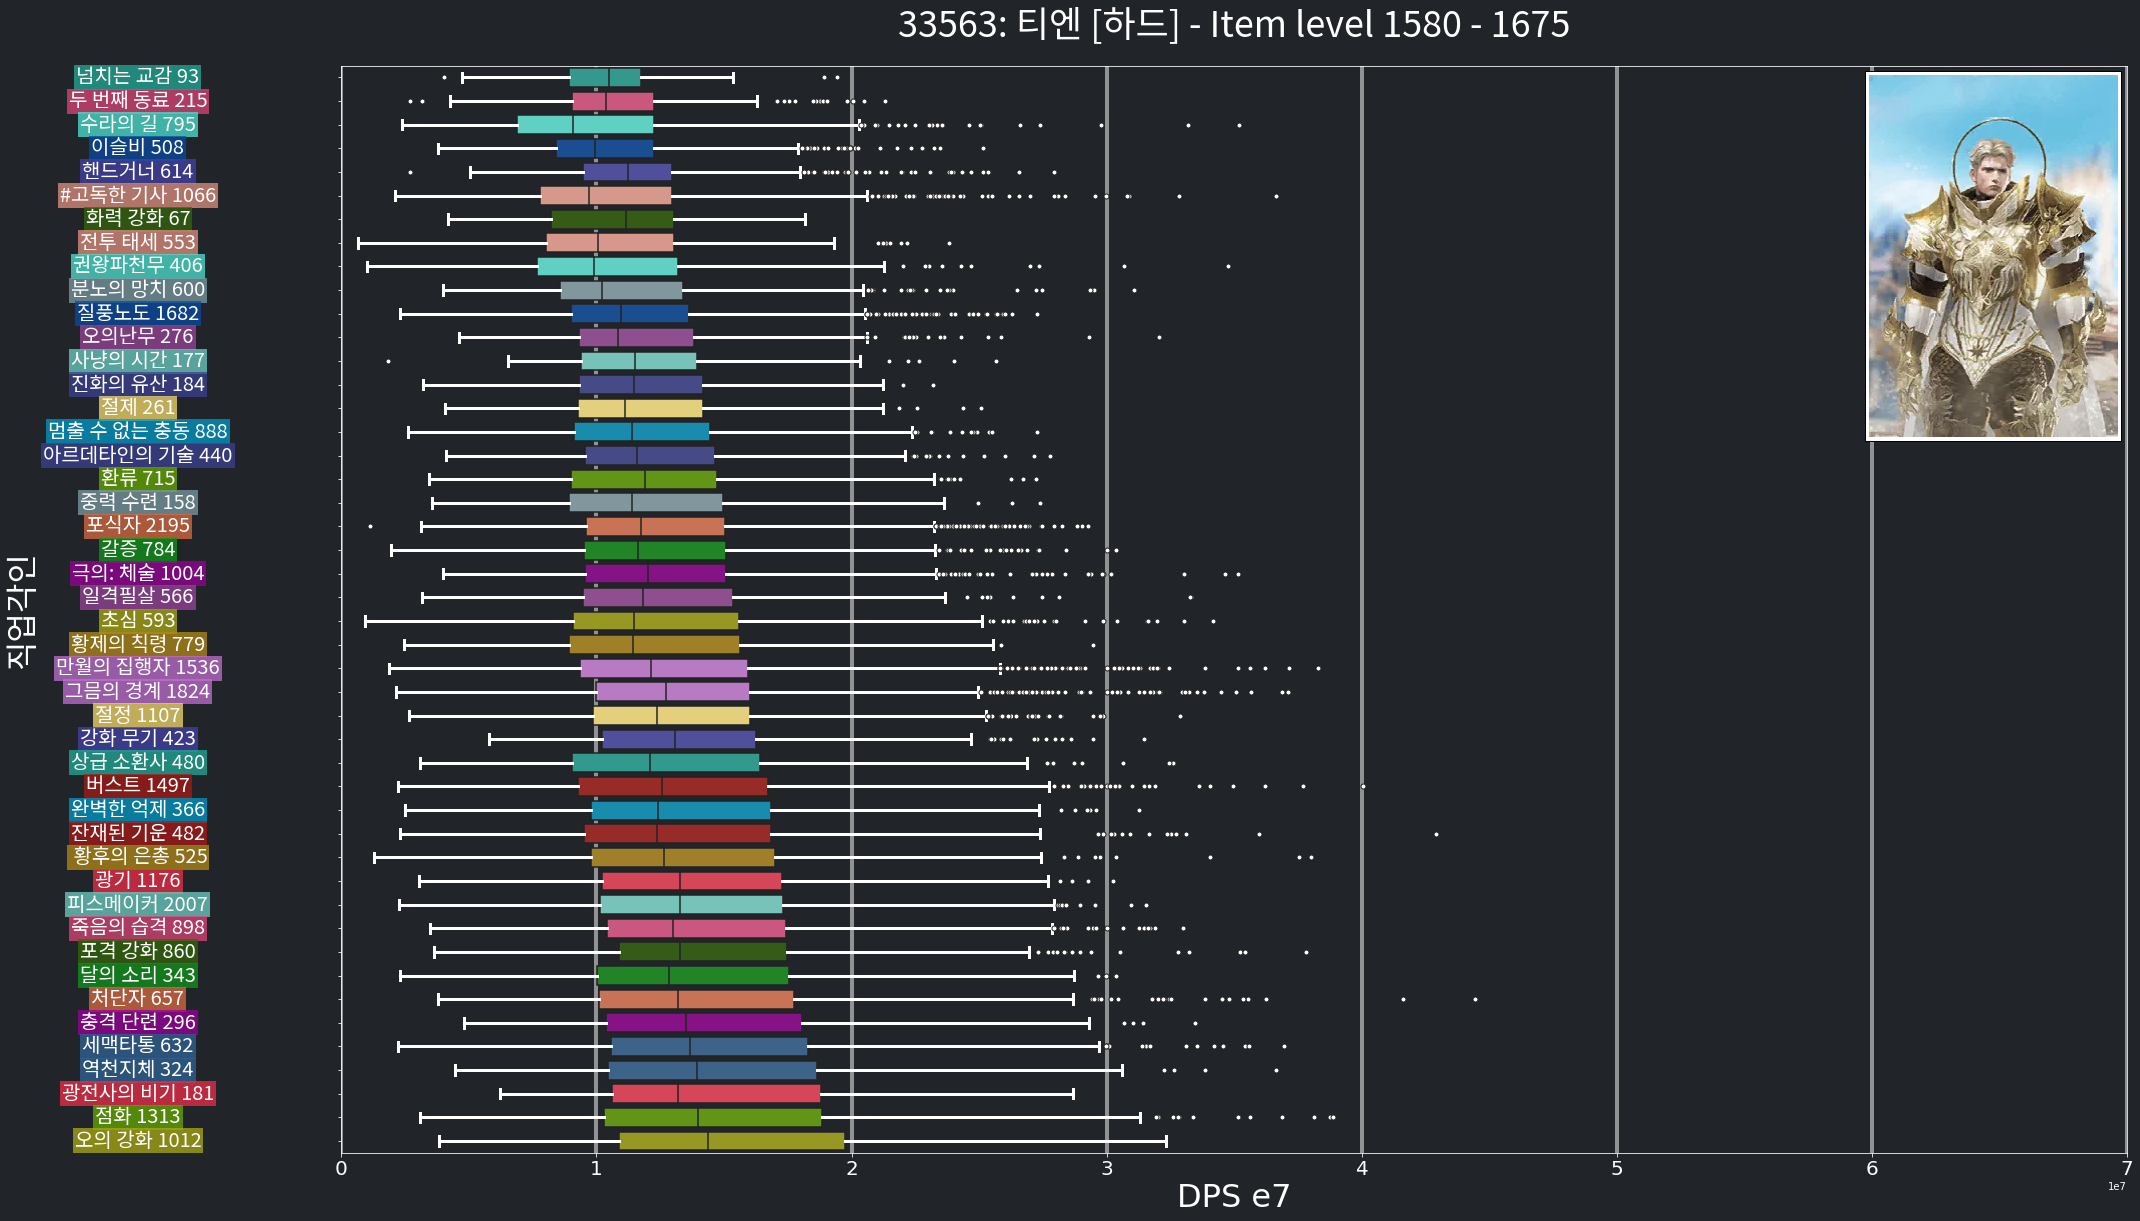 33563: 티엔 [하드] - Item level 1580 - 1675
넘치는 교감 93
두 번째 동료 215
수라의 길 795
이슬비 508
핸드거너 614
#고독한 기사 1066
화력 강화 67
전투 태세 553
권왕파천무 406
분노의 망치 600
질풍노도 1682
오의난무 276
사냥의 시간 177
진화의 유산 184
절제 261
멈출 수 없는 충동 888
아르데타인의 기술 440
환류 715
중력 수련 158
포식자 2195
갈증 784
극의: 체술 1004
일격필살 566
초심 593
황제의 칙령 779
만월의 집행자 1536
그믐의 경계 1824
절정 1107
강화 무기 423
상급 소환사 480
버스트 1497
완벽한 억제 366
잔재된 기운 482
황후의 은총 525
광기 1176
피스메이커 2007
죽음의 습격 898
포격 강화 860
달의 소리 343
처단자 657
충격 단련 296
세맥타통 632
역천지체 324
광전사의 비기 181
점화 1313
오의 강화 1012
직업각인
0 1 2 3 4 5 6 7
DPS e7
1e7